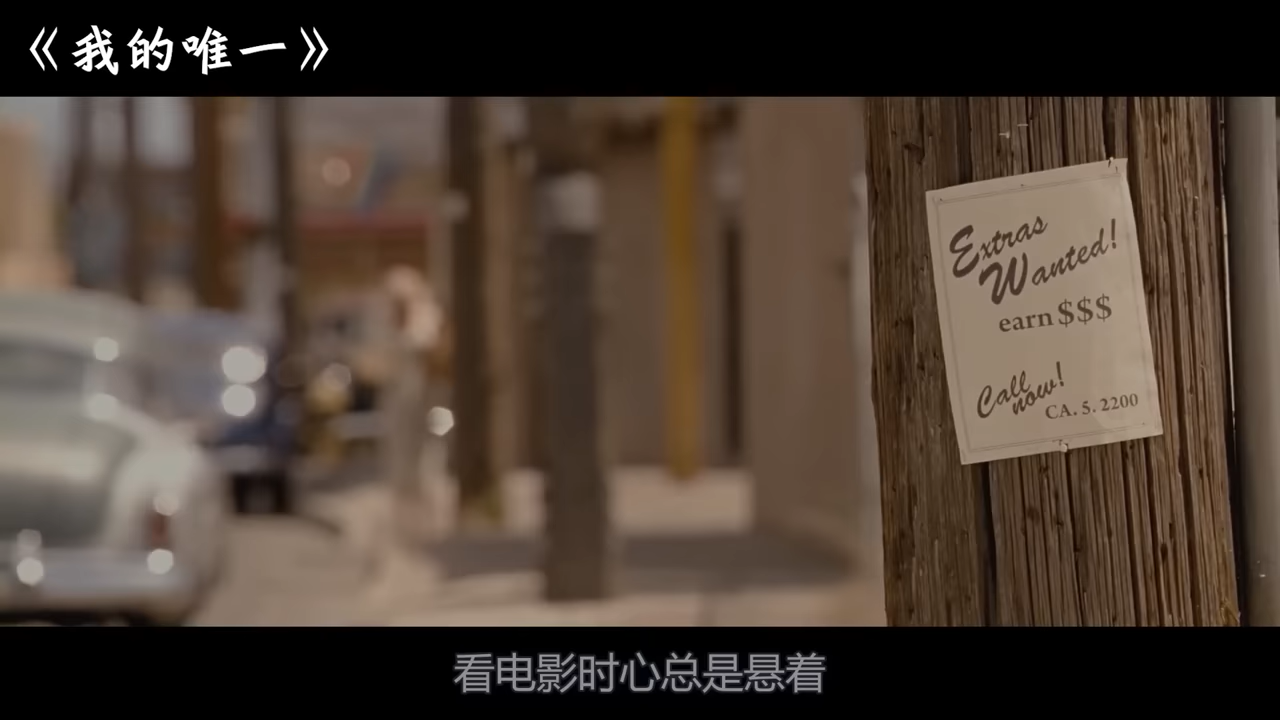 《我的唯一》
Extras
Wanted!
earn $$$
Call
now!
CA. 5. 2200
看电影时心总是悬着